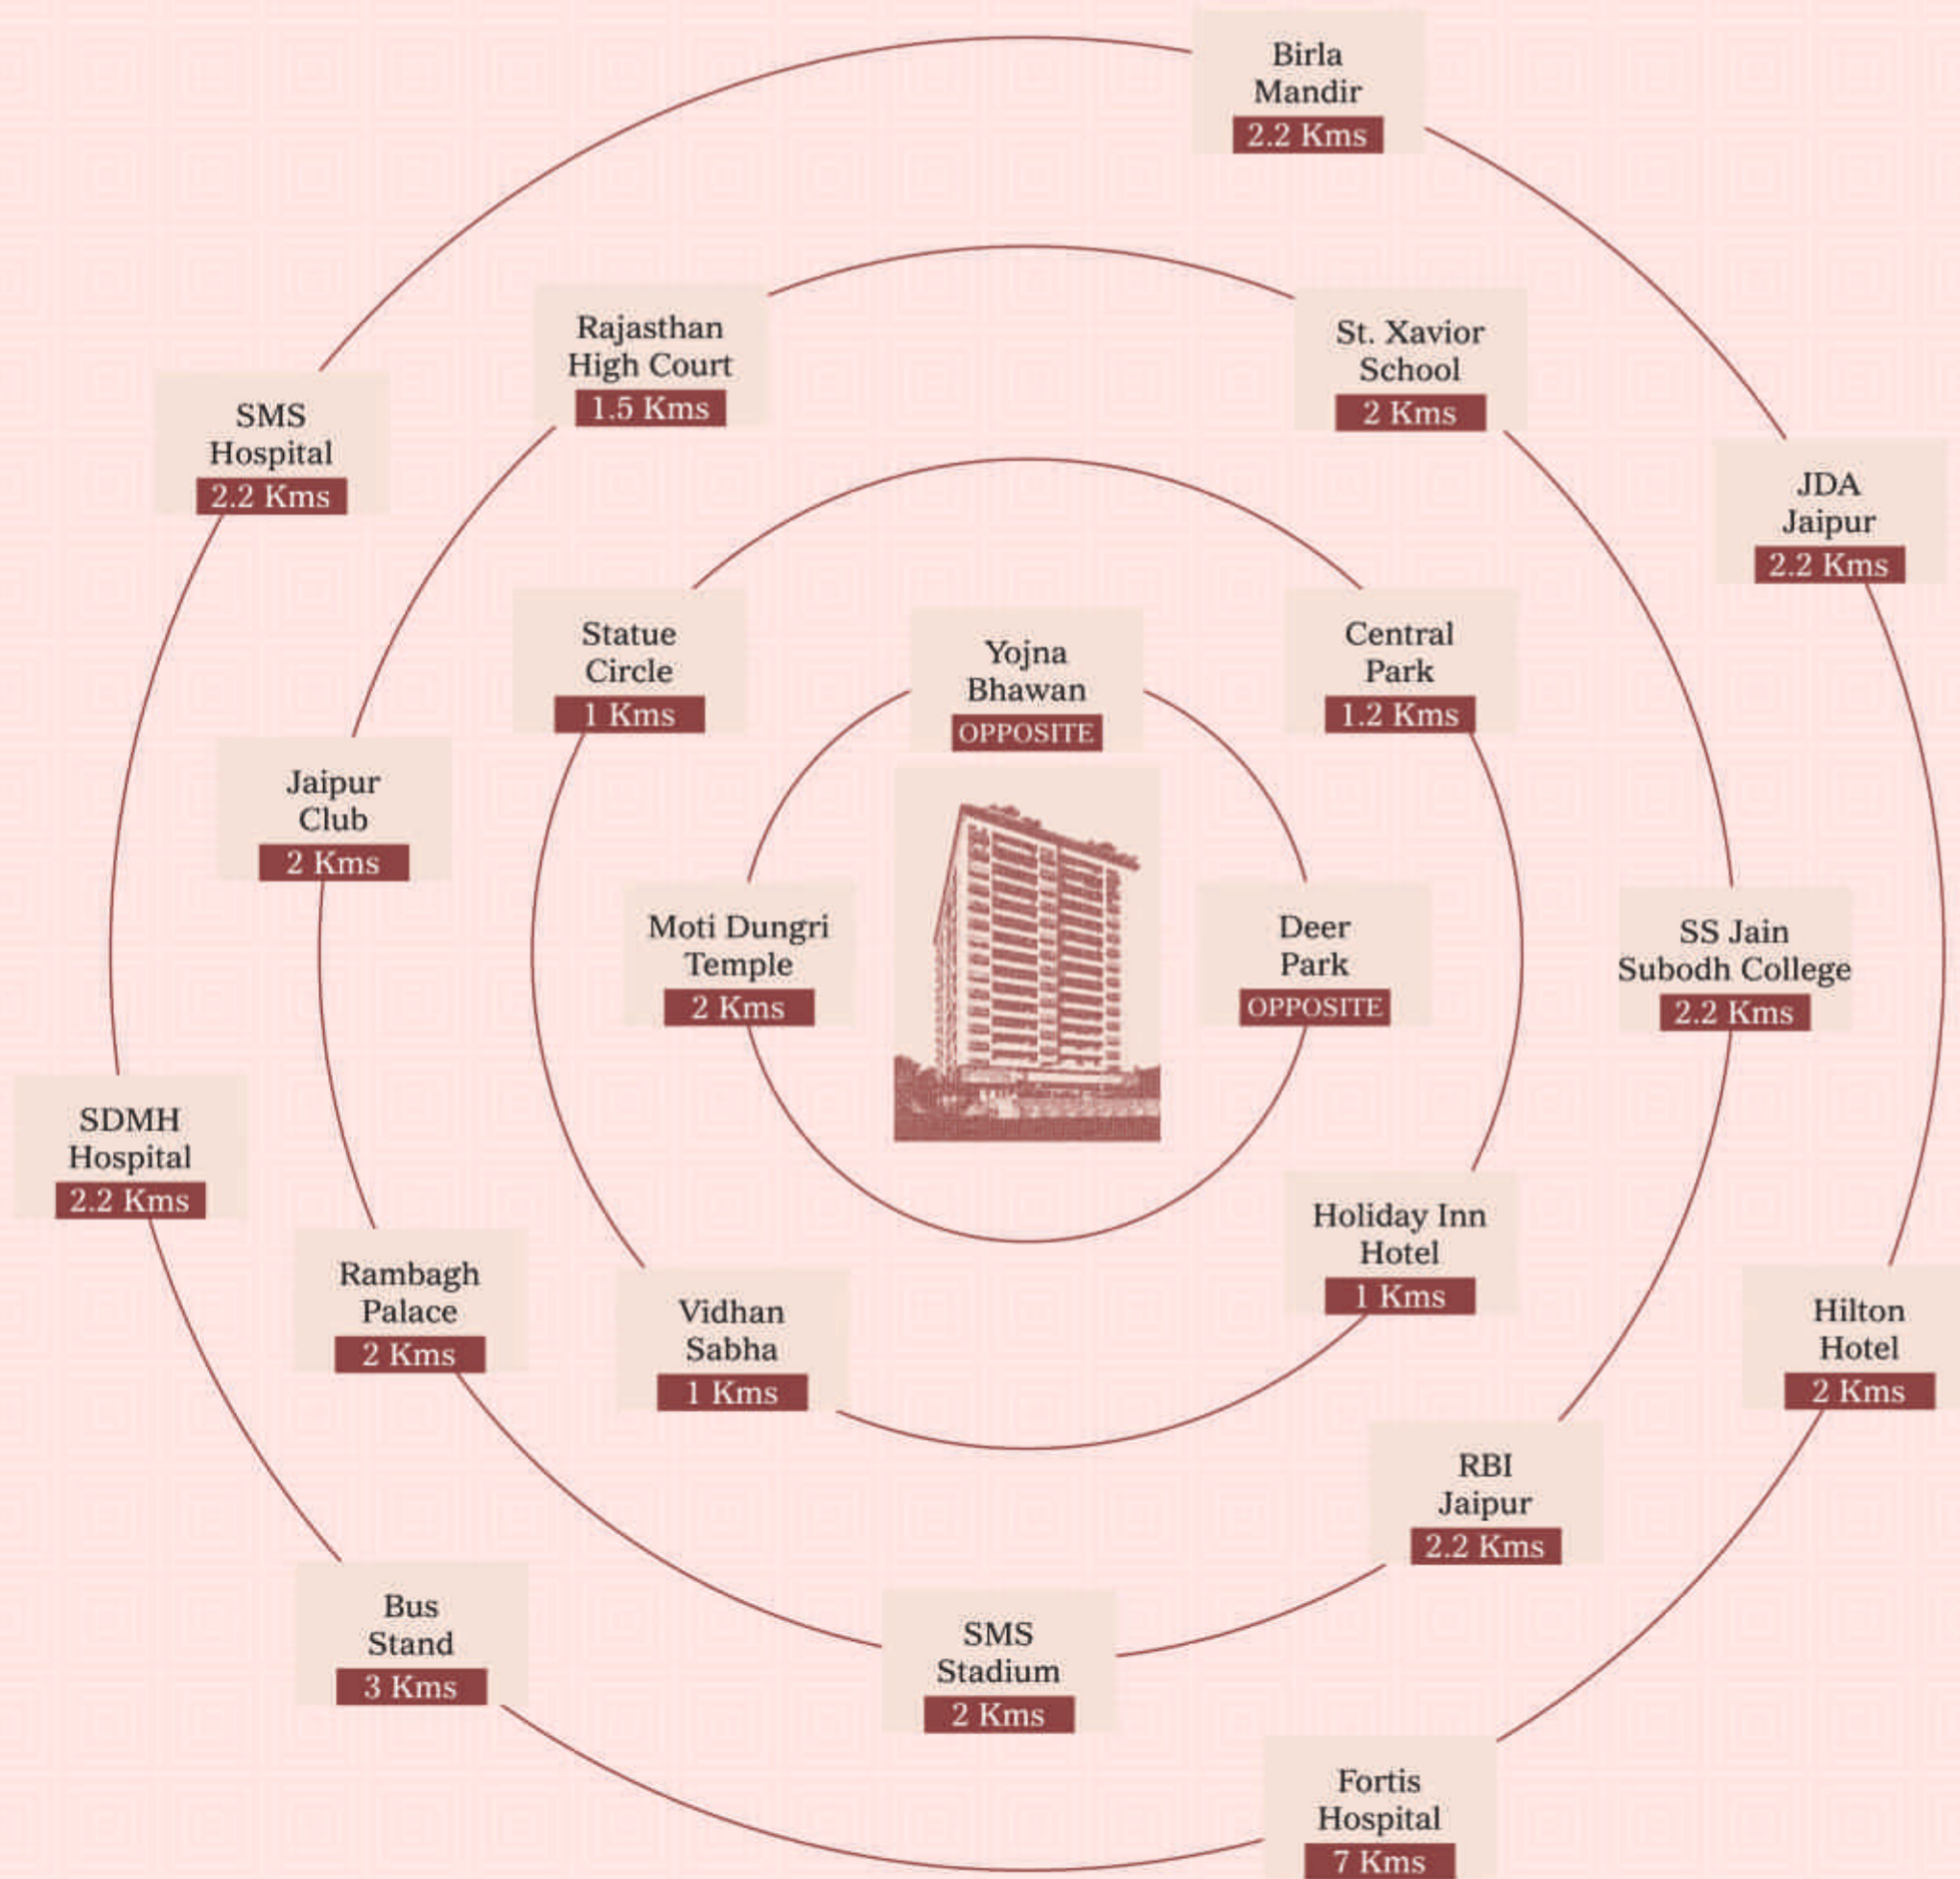 Birla
Mandir
2.2 Kms
Rajasthan
High Court
1.5 Kms
St. Xavior
School
2 Kms
SMS
Hospital
2.2 Kms
JDA
Jaipur
2.2 Kms
Statue
Circle
1 Kms
Yojna
Bhawan
OPPOSITE
Central
Park
1.2 Kms
Jaipur
Club
2 Kms
Moti Dungri
Temple
2 Kms
Deer
Park
OPPOSITE
SS Jain
Subodh College
2.2 Kms
SDMH
Hospital
2.2 Kms
Rambagh
Palace
2 Kms
Vidhan
Sabha
1 Kms
Holiday Inn
Hotel
1 Kms
Hilton
Hotel
2 Kms
RBI
Jaipur
2.2 Kms
Bus
Stand
3 Kms
SMS
Stadium
2 Kms
Fortis
Hospital
7 Kms